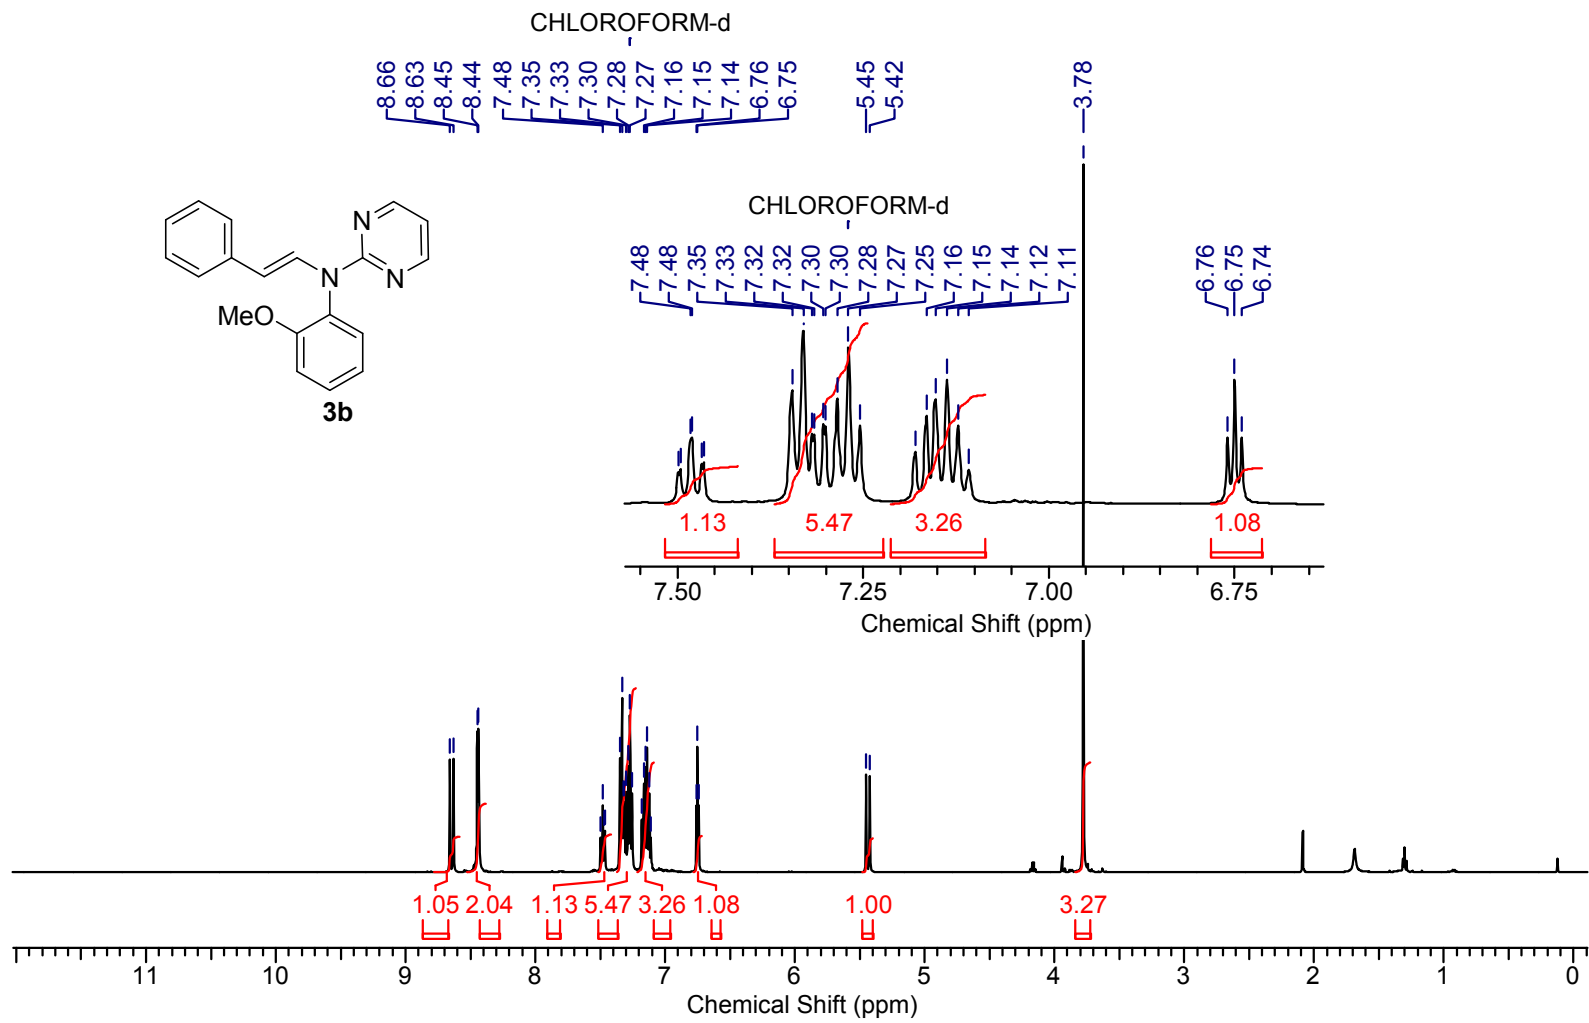 CHLOROFORM-d
8.66 8.63 8.45 8.44 7.48 7.35 7.33 7.30 7.28 7.27 7.16 7.15 7.14 6.76 6.75 5.45 5.42 3.78
CHLOROFORM-d
7.48 7.48 7.35 7.33 7.32 7.32 7.30 7.30 7.28 7.27 7.25 7.16 7.15 7.14 7.12 7.11 6.76 6.75 6.74
N
N
N
MeO
3b
1.13 5.47 3.26 1.08
7.50 7.25 7.00 6.75
Chemical Shift (ppm)
1.05 2.04 1.13 5.47 3.26 1.08 1.00 3.27
11 10 9 8 7 6 5 4 3 2 1 0
Chemical Shift (ppm)